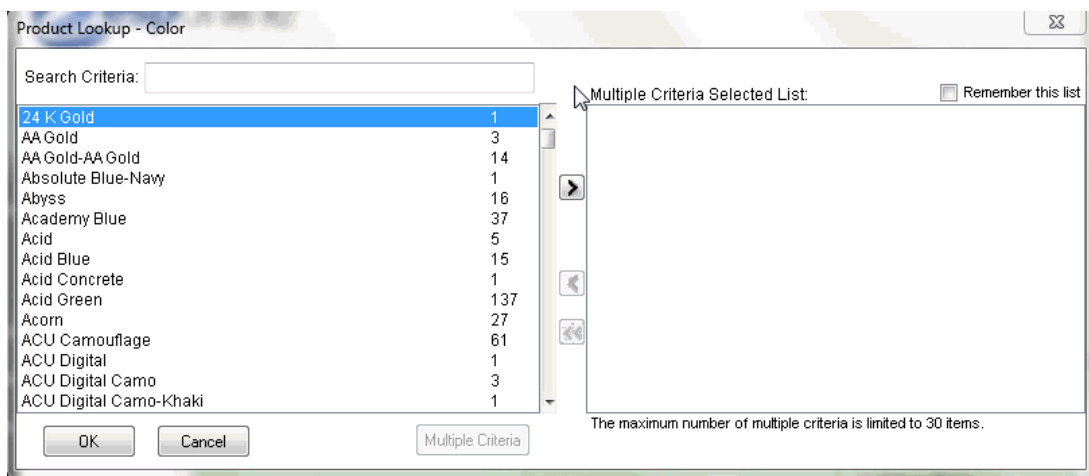 Product Lookup - Color
Search Criteria:
Multiple Criteria Selected List:
Remember this list
24 K Gold 1
AA Gold 3
AA Gold-AA Gold 14
Absolute Blue-Navy 1
Abyss 16
Academy Blue 37
Acid 5
Acid Blue 15
Acid Concrete 1
Acid Green 137
Acorn 27
ACU Camouflage 61
ACU Digital 1
ACU Digital Camo 3
ACU Digital Camo-Khaki 1
The maximum number of multiple criteria is limited to 30 items.
OK
Cancel
Multiple Criteria